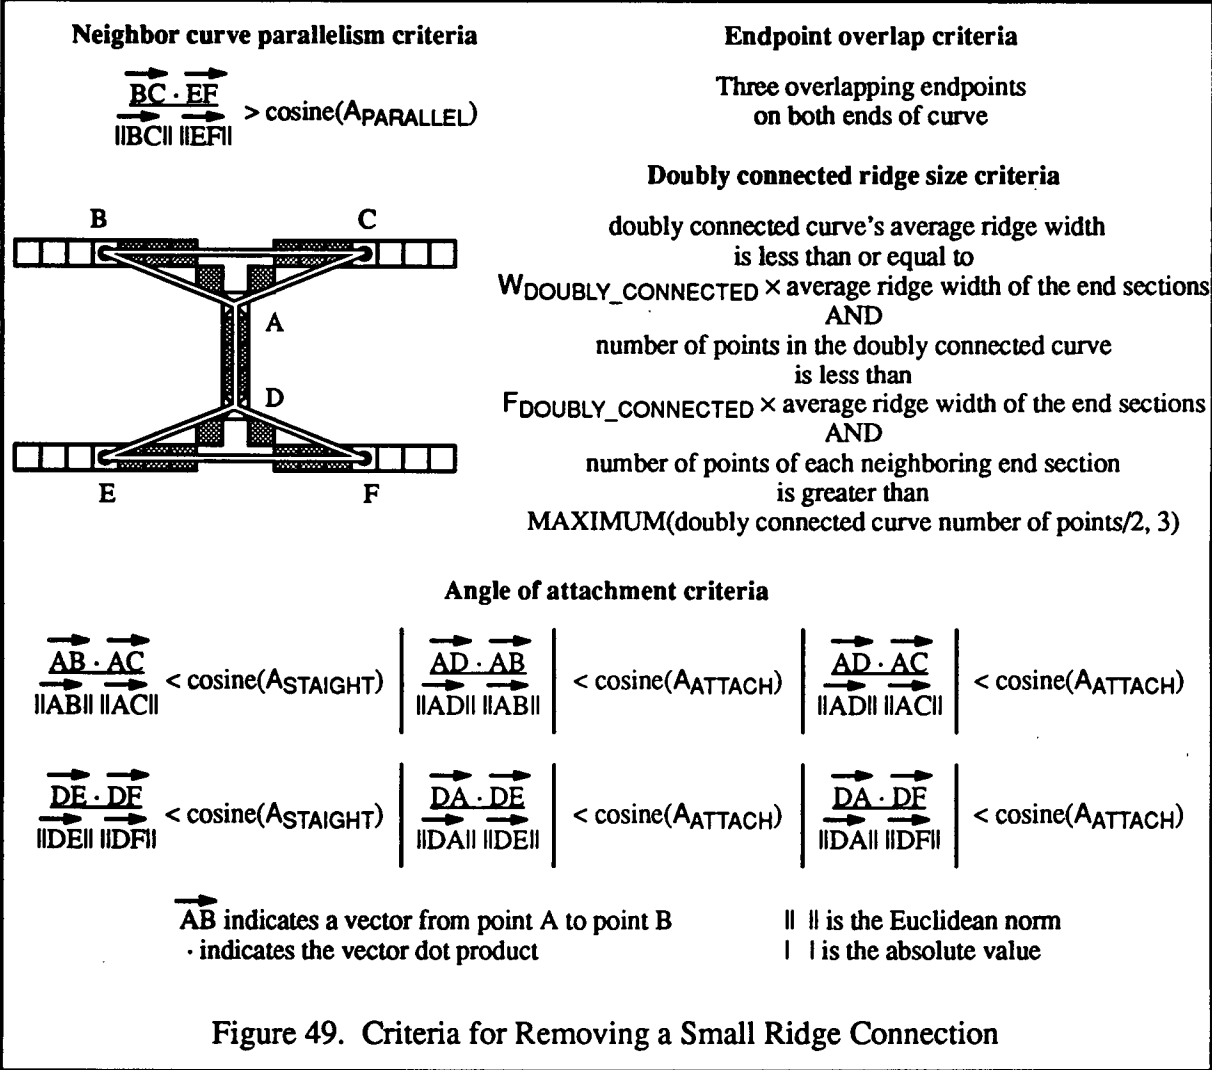 Neighbor curve parallelism criteria
BC · EF
||BC|| ||EF||
> cosine(APARALLEL)
Endpoint overlap criteria
Three overlapping endpoints
on both ends of curve
Doubly connected ridge size criteria
doubly connected curve's average ridge width
is less than or equal to
WDOUBLY_CONNECTED × average ridge width of the end sections
AND
number of points in the doubly connected curve
is less than
FDOUBLY_CONNECTED × average ridge width of the end sections
AND
number of points of each neighboring end section
is greater than
MAXIMUM(doubly connected curve number of points/2, 3)
B
C
A
D
E
F
Angle of attachment criteria
AB · AC
||AB|| ||AC||
< cosine(ASTAIGHT)
| AD · AB
||AD|| ||AB|| |
< cosine(AATTACH)
| AD · AC
||AD|| ||AC|| |
< cosine(AATTACH)
DE · DF
||DE|| ||DF||
< cosine(ASTAIGHT)
| DA · DE
||DA|| ||DE|| |
< cosine(AATTACH)
| DA · DF
||DA|| ||DF|| |
< cosine(AATTACH)
AB indicates a vector from point A to point B
· indicates the vector dot product
|| || is the Euclidean norm
| | is the absolute value
Figure 49. Criteria for Removing a Small Ridge Connection